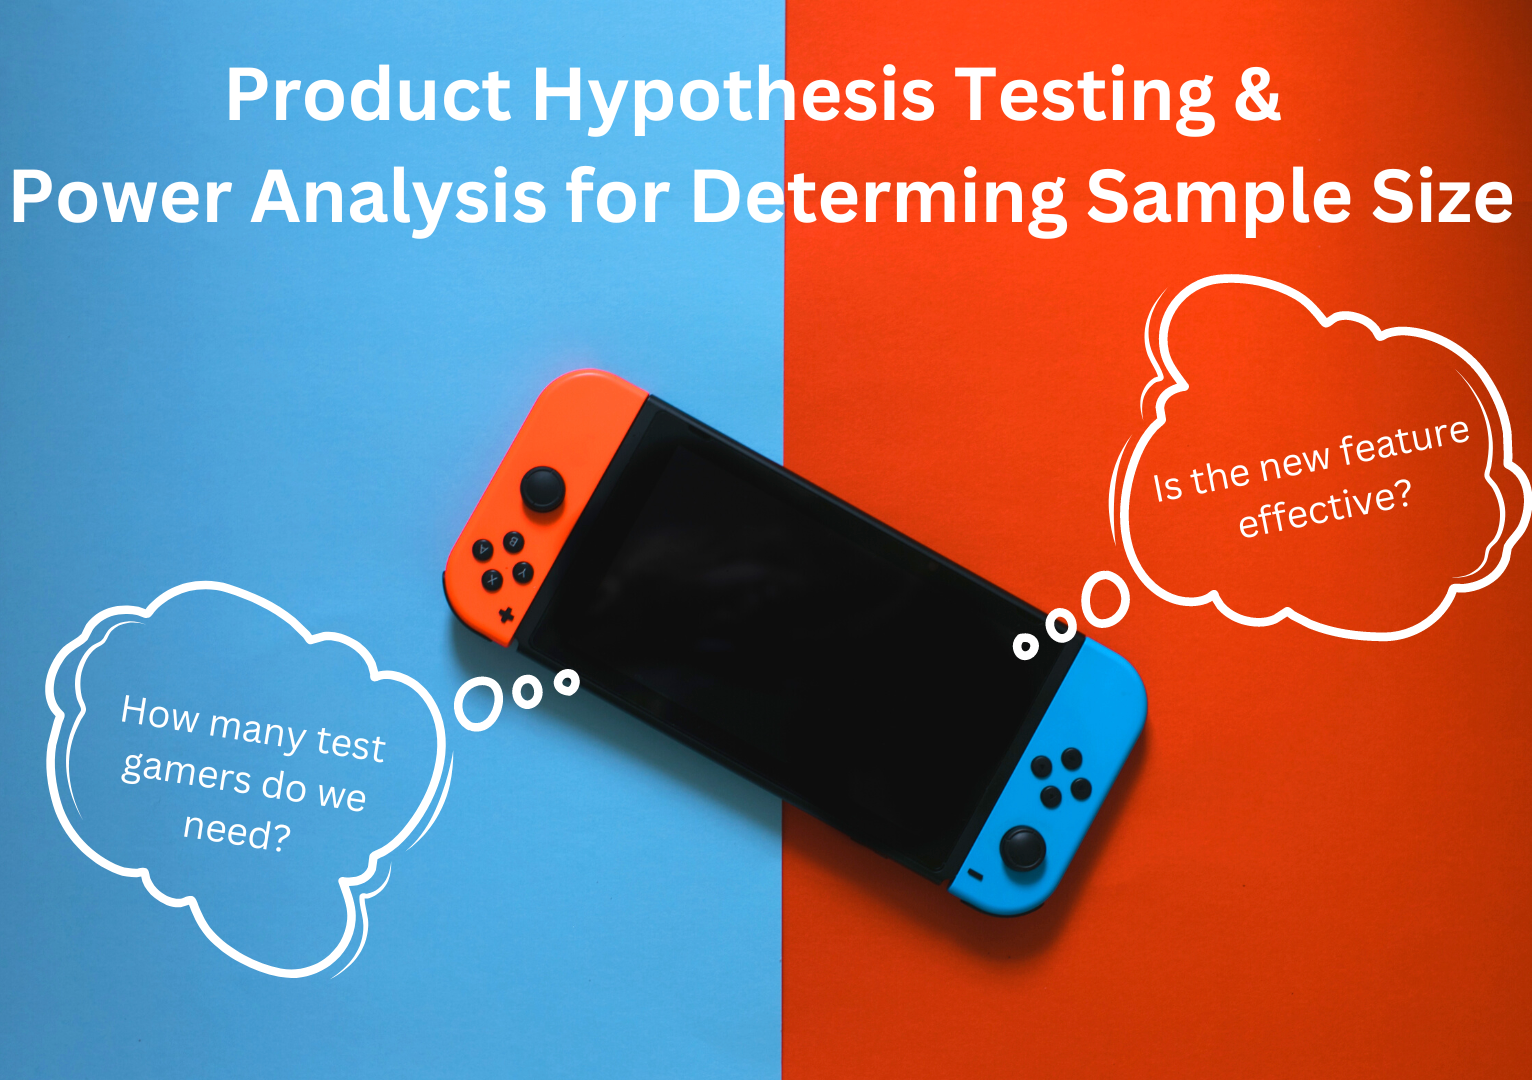 Product Hypothesis Testing &
Power Analysis for Determing Sample Size
Is the new feature
effective?
A
B
X
Y
How many test
gamers do we
need?